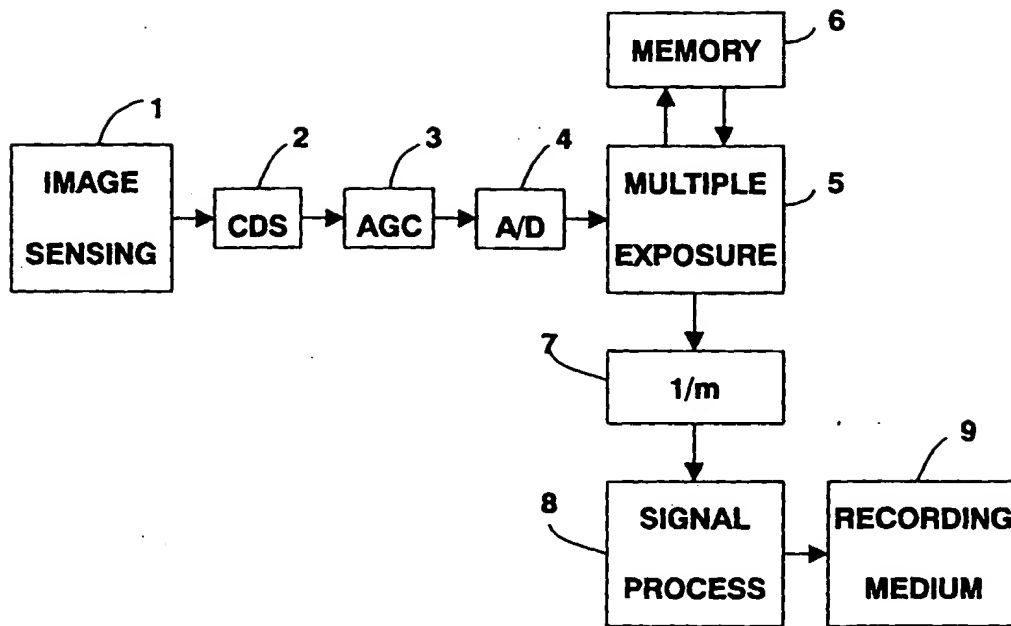 6
MEMORY
1
IMAGE
SENSING
2
CDS
3
AGC
4
A/D
MULTIPLE
EXPOSURE
5
7
1/m
8
SIGNAL
PROCESS
9
RECORDING
MEDIUM